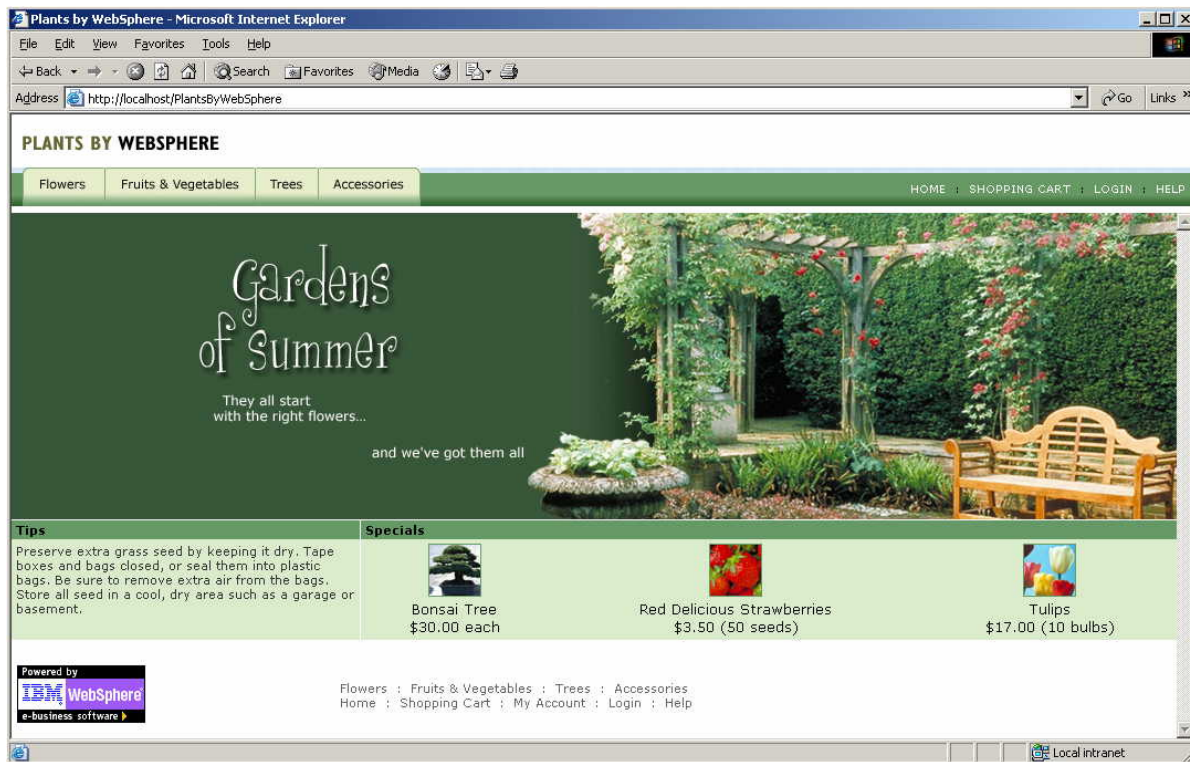 Plants by WebSphere - Microsoft Internet Explorer
File Edit View Favorites Tools Help
Back Search Favorites Media
Address http://localhost/PlantsByWebSphere Go Links »
PLANTS BY WEBSPHERE
Flowers Fruits & Vegetables Trees Accessories
HOME : SHOPPING CART : LOGIN : HELP
Gardens
of Summer
They all start
with the right flowers...
and we've got them all
Tips
Preserve extra grass seed by keeping it dry. Tape
boxes and bags closed, or seal them into plastic
bags. Be sure to remove extra air from the bags.
Store all seed in a cool, dry area such as a garage or
basement.
Specials
Bonsai Tree
$30.00 each
Red Delicious Strawberries
$3.50 (50 seeds)
Tulips
$17.00 (10 bulbs)
Powered by
IBM WebSphere
e-business software
Flowers : Fruits & Vegetables : Trees : Accessories
Home : Shopping Cart : My Account : Login : Help
Local intranet